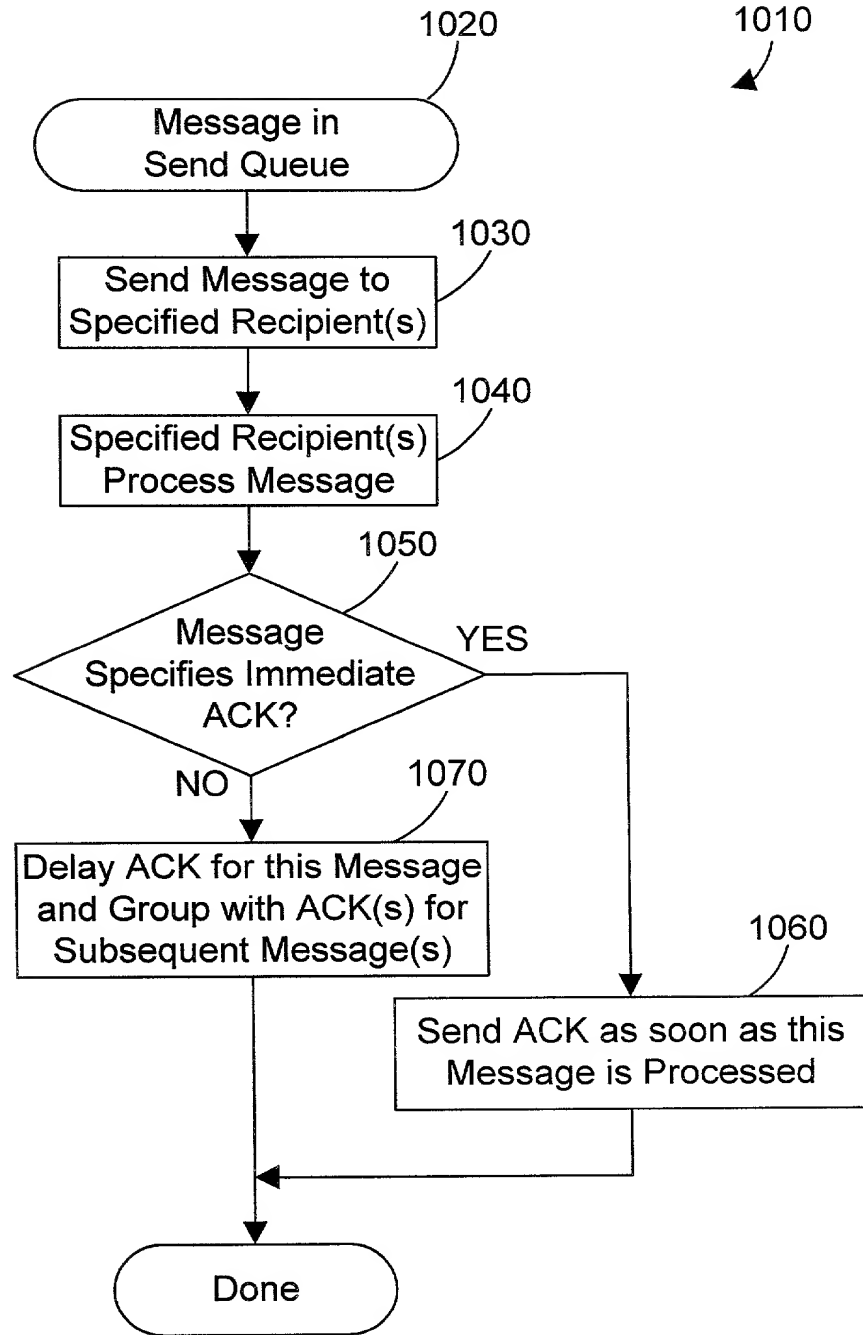 1020
1010
Message in
Send Queue
1030
Send Message to
Specified Recipient(s)
1040
Specified Recipient(s)
Process Message
1050
Message
Specifies Immediate
ACK?
YES
NO
1070
Delay ACK for this Message
and Group with ACK(s) for
Subsequent Message(s)
1060
Send ACK as soon as this
Message is Processed
Done